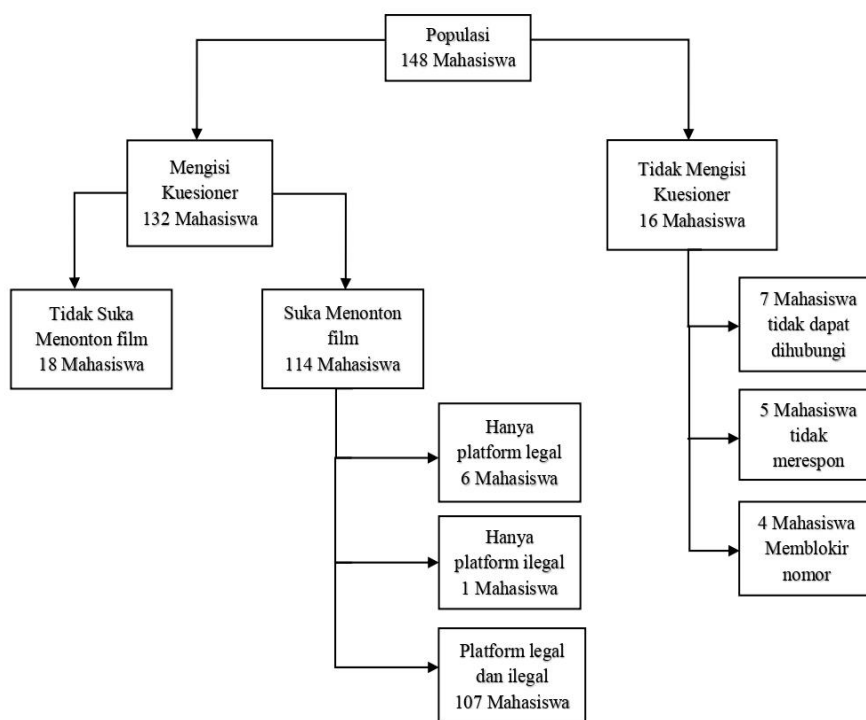 Populasi
148 Mahasiswa
Mengisi
Kuesioner
132 Mahasiswa
Tidak Mengisi
Kuesioner
16 Mahasiswa
Tidak Suka
Menonton film
18 Mahasiswa
Suka Menonton
film
114 Mahasiswa
7 Mahasiswa
tidak dapat
dihubungi
5 Mahasiswa
tidak
merespon
4 Mahasiswa
Memblokir
nomor
Hanya
platform legal
6 Mahasiswa
Hanya
platform ilegal
1 Mahasiswa
Platform legal
dan ilegal
107 Mahasiswa